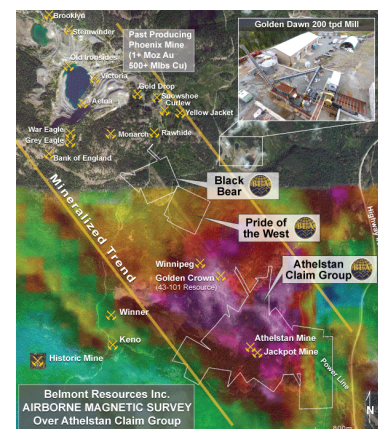 Brooklyn
Stemwinder
Past Producing
Phoenix Mine
(1+ Moz Au
500+ Mlbs Cu)
Golden Dawn 200 tpd Mill
Old Ironsides
Victoria
Aetna
Gold Drop
Snowshoe
Curlew
Yellow Jacket
War Eagle
Grey Eagle
Monarch
Rawhide
Bank of England
Black
Bear
Pride of
the West
Mineralized Trend
Highway
Athelstan
Claim Group
Winnipeg
Golden Crown
(43-101 Resource)
Winner
Keno
Athelstan Mine
Jackpot Mine
Historic Mine
Power Line
Belmont Resources Inc.
AIRBORNE MAGNETIC SURVEY
Over Athelstan Claim Group
N